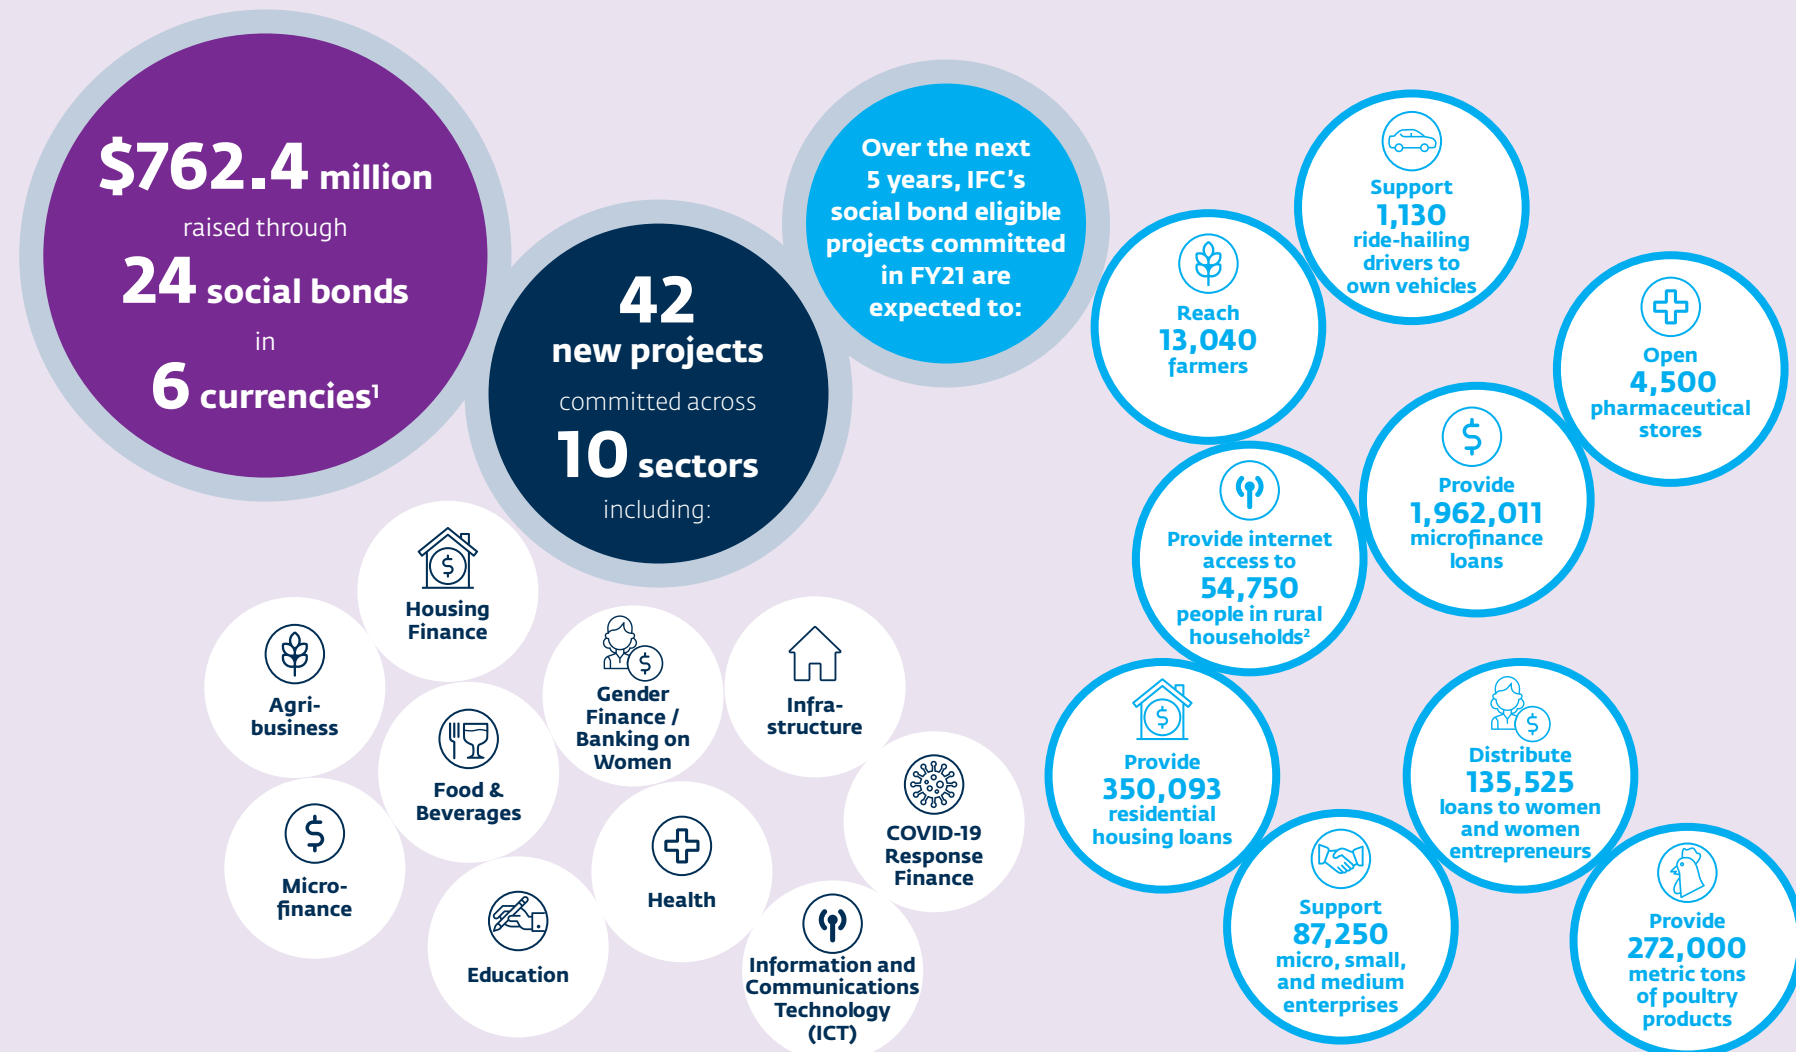 $762.4 million
raised through
24 social bonds
in
6 currencies¹
42
new projects
committed across
10 sectors
including:
Housing
Finance
Agri-
business
Food &
Beverages
Gender
Finance /
Banking on
Women
Infra-
structure
Micro-
finance
Education
Health
COVID-19
Response
Finance
Information and
Communications
Technology
(ICT)
Over the next
5 years, IFC's
social bond eligible
projects committed
in FY21 are
expected to:
Support
1,130
ride-hailing
drivers to
own vehicles
Reach
13,040
farmers
Open
4,500
pharmaceutical
stores
Provide
1,962,011
microfinance
loans
Provide internet
access to
54,750
people in rural
households²
Provide
350,093
residential
housing loans
Distribute
135,525
loans to women
and women
entrepreneurs
Support
87,250
micro, small,
and medium
enterprises
Provide
272,000
metric tons
of poultry
products